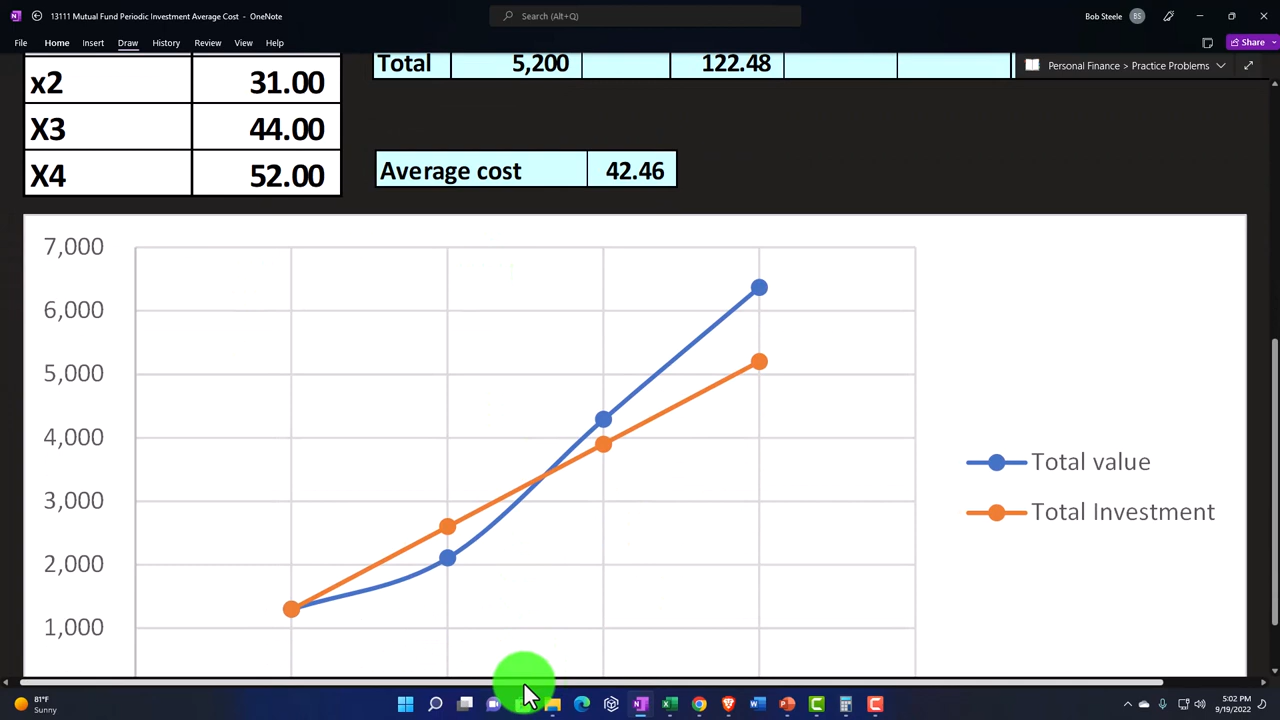 13111 Mutual Fund Periodic Investment Average Cost - OneNote
Search (Alt+Q)
Bob Steele
BS
File Home Insert Draw History Review View Help
Share
Personal Finance > Practice Problems
Total 5,200 122.48
x2 31.00
X3 44.00
X4 52.00
Average cost 42.46
7,000
6,000
5,000
4,000
3,000
2,000
1,000
Total value
Total Investment
81°F
Sunny
5:02 PM
9/19/2022